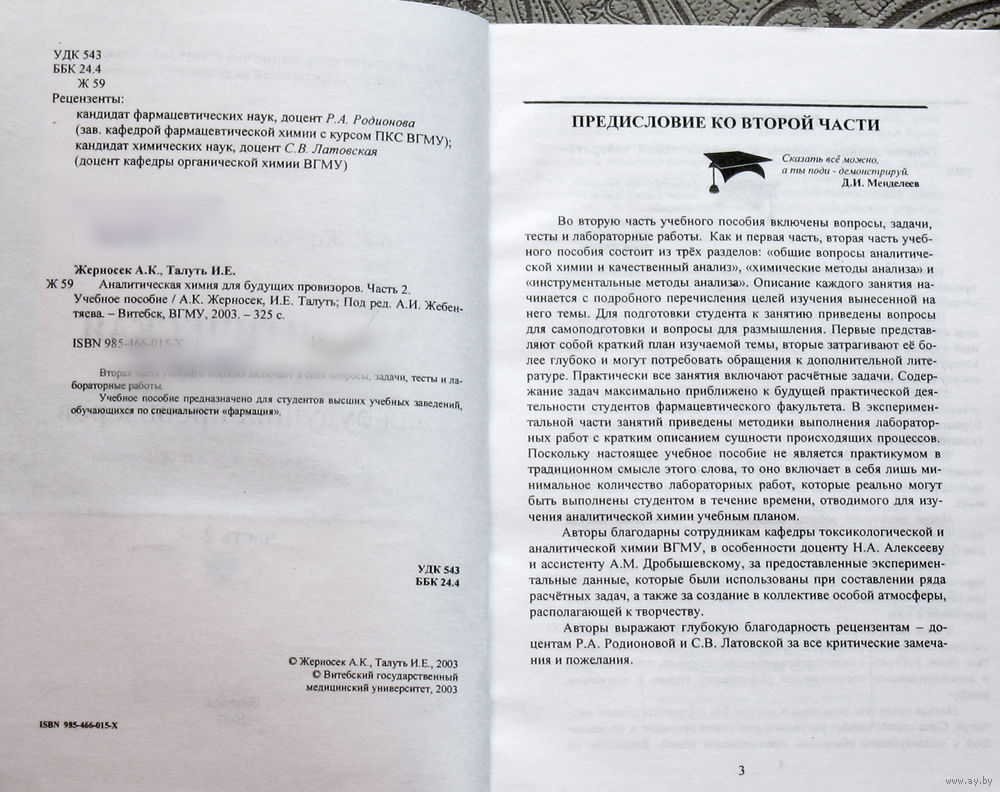 УДК 543
ББК 24.4
Ж 59
Рецензенты:
кандидат фармацевтических наук, доцент Р.А. Родионова
(зав. кафедрой фармацевтической химии с курсом ПКС ВГМУ);
кандидат химических наук, доцент С.В. Латовская
(доцент кафедры органической химии ВГМУ)
Жерносек А.К., Талуть И.Е.
Ж 59 Аналитическая химия для будущих провизоров. Часть 2.
Учебное пособие / А.К. Жерносек, И.Е. Талуть; Под ред. А.И. Жебен-
тяева. – Витебск, ВГМУ, 2003. – 325 с.
ISBN 985-466-015-X
Вторая часть учебного пособия включает в себя вопросы, задачи, тесты и ла-
бораторные работы.
Учебное пособие предназначено для студентов высших учебных заведений,
обучающихся по специальности «фармация».
УДК 543
ББК 24.4
© Жерносек А.К., Талуть И.Е., 2003
© Витебский государственный
медицинский университет, 2003
ISBN 985-466-015-X
ПРЕДИСЛОВИЕ КО ВТОРОЙ ЧАСТИ
Сказать всё можно,
а ты поди - демонстрируй.
Д.И. Менделеев
Во вторую часть учебного пособия включены вопросы, задачи,
тесты и лабораторные работы. Как и первая часть, вторая часть учеб-
ного пособия состоит из трёх разделов: «общие вопросы аналитиче-
ской химии и качественный анализ», «химические методы анализа» и
«инструментальные методы анализа». Описание каждого занятия на-
чинается с подробного перечисления целей изучения вынесенной на
него темы. Для подготовки студента к занятию приведены вопросы
для самоподготовки и вопросы для размышления. Первые представ-
ляют собой краткий план изучаемой темы, вторые затрагивают её бо-
лее глубоко и могут потребовать обращения к дополнительной лите-
ратуре. Практически все занятия включают расчётные задачи. Содер-
жание задач максимально приближено к будущей практической дея-
тельности студентов фармацевтического факультета. В эксперимен-
тальной части занятий приведены методики выполнения лаборатор-
ных работ с кратким описанием сущности происходящих процессов.
Поскольку настоящее учебное пособие не является практикумом в
традиционном смысле этого слова, то оно включает в себя лишь ми-
нимальное количество лабораторных работ, которые реально могут
быть выполнены студентом в течение времени, отводимого для изу-
чения аналитической химии учебным планом.
Авторы благодарны сотрудникам кафедры токсикологической и
аналитической химии ВГМУ, в особенности доценту Н.А. Алексееву
и ассистенту А.М. Дробышевскому, за предоставленные эксперимен-
тальные данные, которые были использованы при составлении ряда
расчётных задач, а также за создание в коллективе особой атмосферы,
располагающей к творчеству.
Авторы выражают глубокую благодарность рецензентам – до-
центам Р.А. Родионовой и С.В. Латовской за все критические замеча-
ния и пожелания.
3
www.ay.by